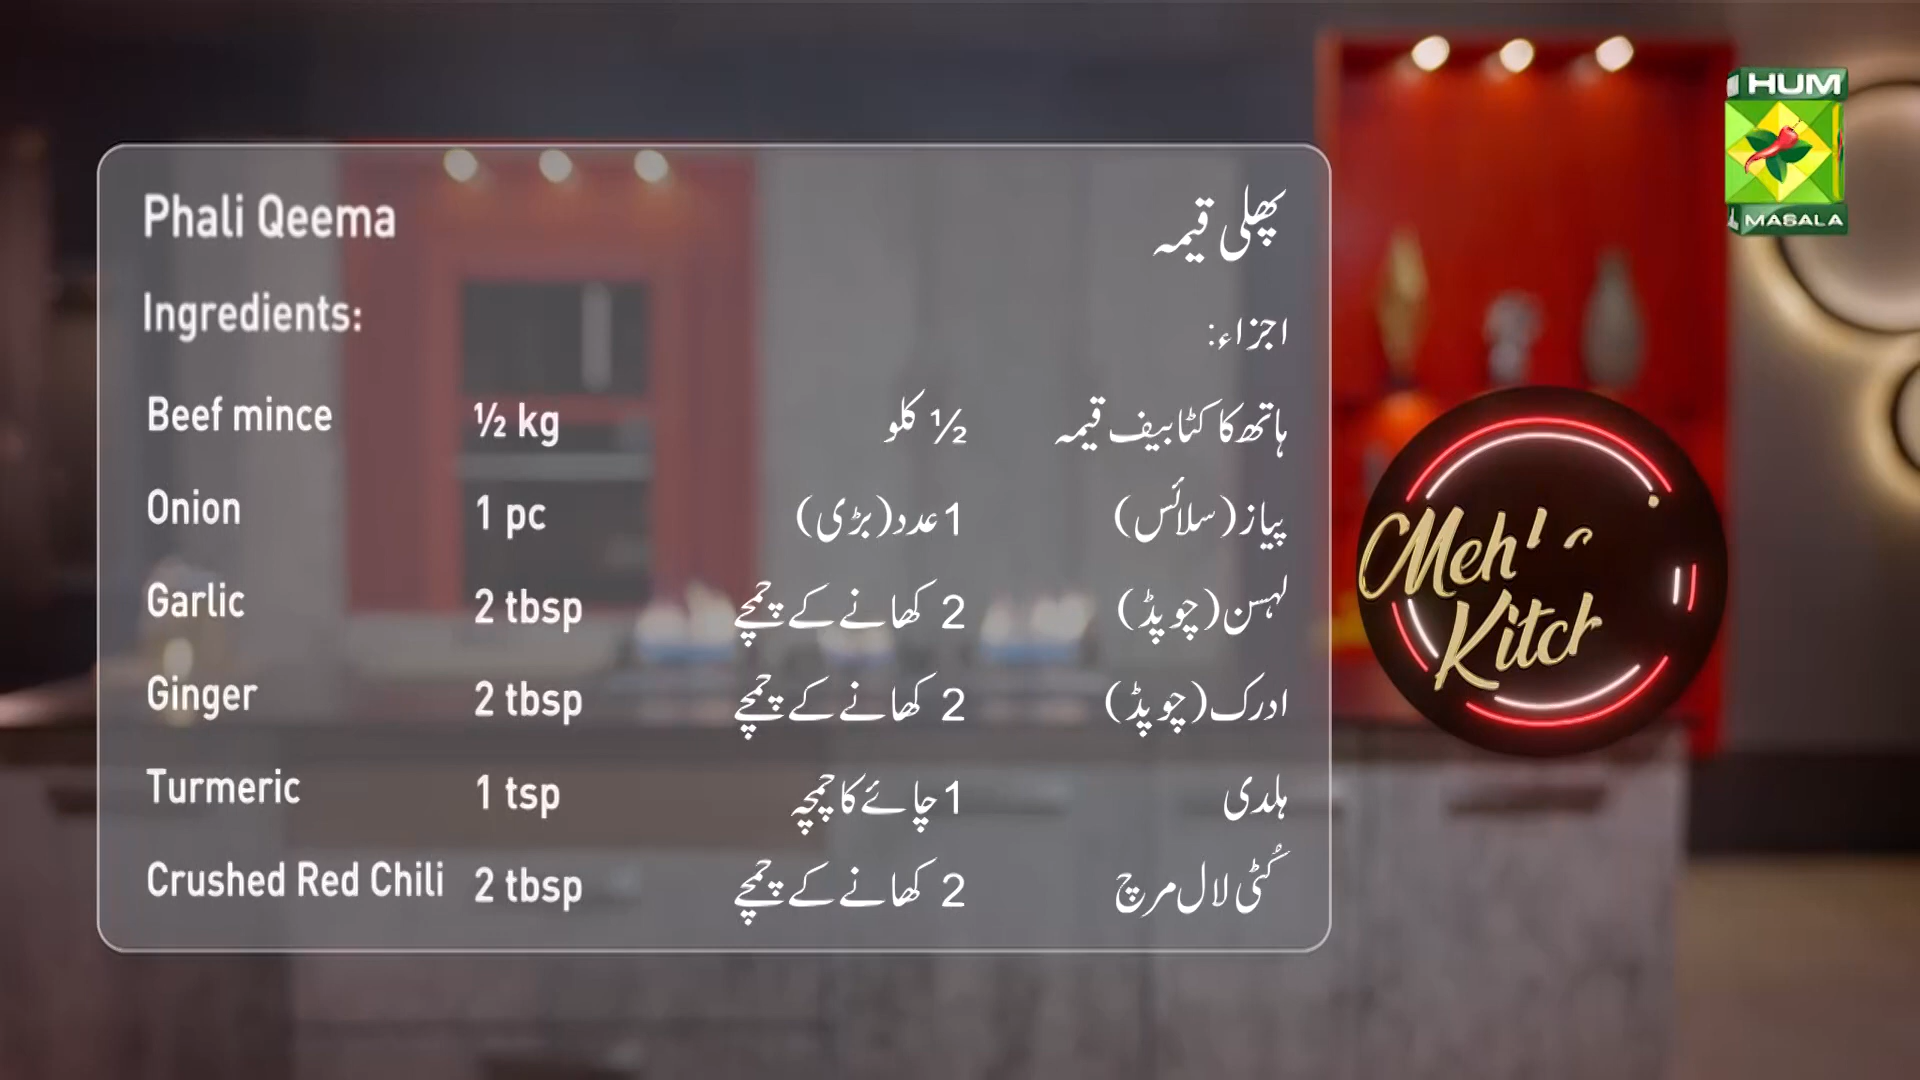 Phali Qeema پھلی قیمہ
Ingredients: اجزاء:
Beef mince ½ kg ½ کلو ہاتھ کا کٹا بیف قیمہ
Onion 1 pc 1 عدد (بڑی) پیاز (سلائس)
Garlic 2 tbsp 2 کھانے کے چمچے لہسن (چوپڈ)
Ginger 2 tbsp 2 کھانے کے چمچے ادرک (چوپڈ)
Turmeric 1 tsp 1 چائے کا چمچہ ہلدی
Crushed Red Chili 2 tbsp 2 کھانے کے چمچے کُٹی لال مرچ
HUM
MASALA